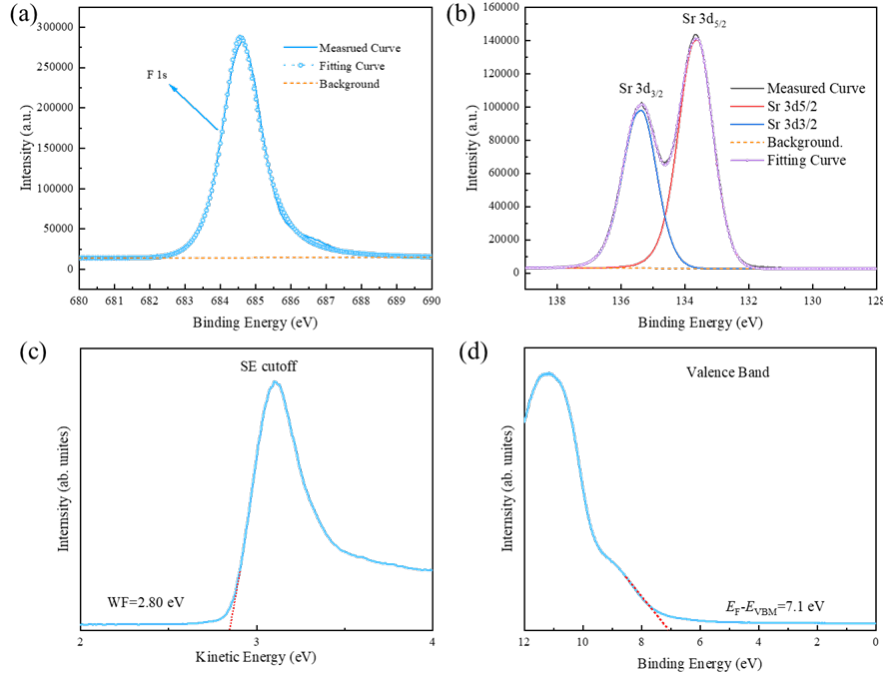 (a)
300000
250000
200000
150000
100000
50000
0
Intensity (a.u.)
F 1s
Measrued Curve
Fitting Curve
Background
680 681 682 683 684 685 686 687 688 689 690
Binding Energy (eV)
(b)
160000
140000
120000
100000
80000
60000
40000
20000
0
Intensity (a.u.)
Sr 3d5/2
Sr 3d3/2
Measured Curve
Sr 3d5/2
Sr 3d3/2
Background.
Fitting Curve
138 136 134 132 130 128
Binding Energy (eV)
(c)
SE cutoff
Intensity (ab. unites)
WF=2.80 eV
2 3 4
Kinetic Energy (eV)
(d)
Valence Band
Internsity (ab. unites)
EF-EVBM=7.1 eV
12 10 8 6 4 2 0
Binding Energy (eV)